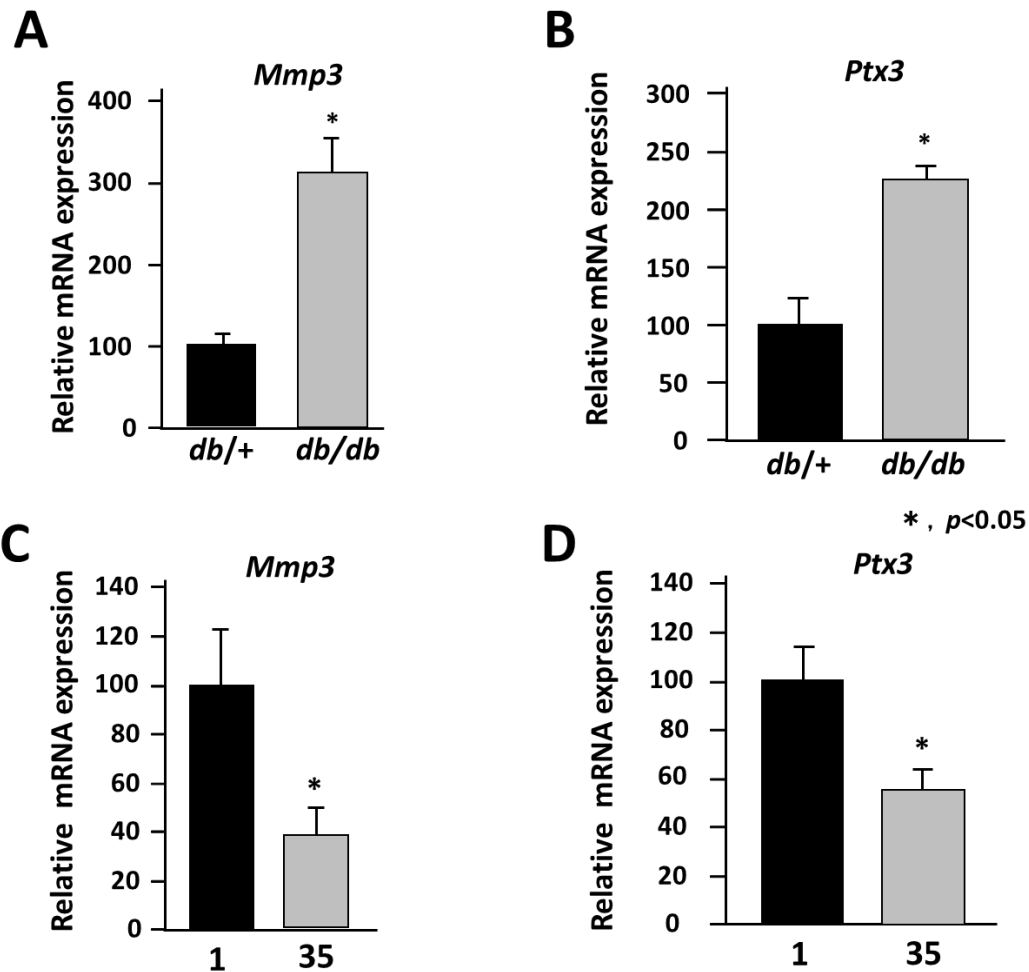 A
Mmp3
Relative mRNA expression
400
300
200
100
0
*
db/+ db/db
B
Ptx3
Relative mRNA expression
300
250
200
150
100
50
0
*
db/+ db/db
* , p<0.05
C
Mmp3
Relative mRNA expression
140
120
100
80
60
40
20
0
*
1 35
D
Ptx3
Relative mRNA expression
140
120
100
80
60
40
20
0
*
1 35